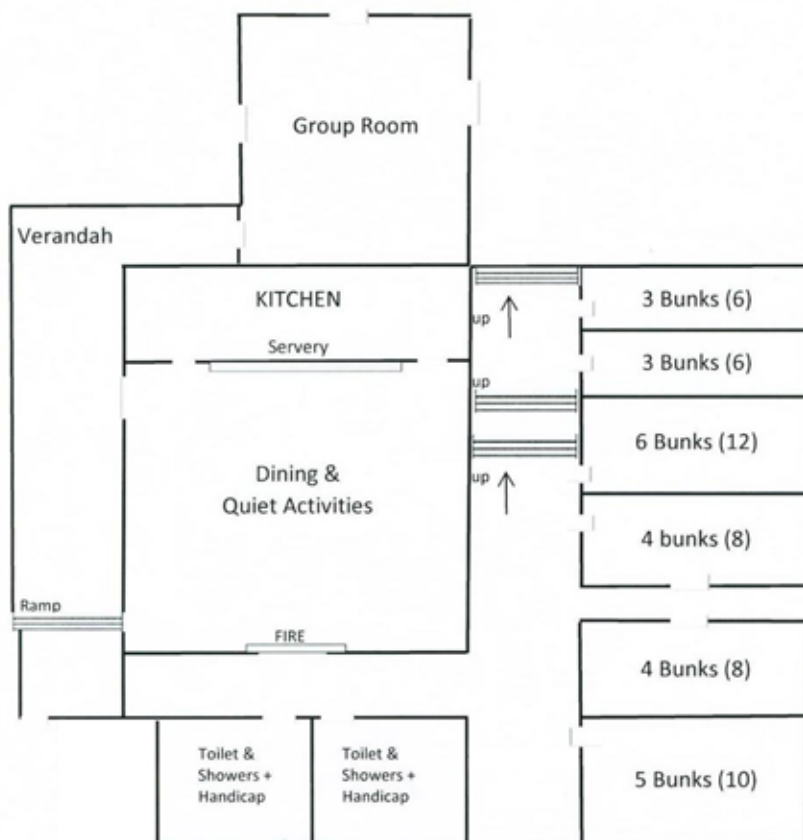 Group Room
Verandah
KITCHEN
Servery
up
3 Bunks (6)
up
3 Bunks (6)
6 Bunks (12)
Dining &
Quiet Activities
up
4 bunks (8)
Ramp
FIRE
4 Bunks (8)
Toilet &
Showers +
Handicap
Toilet &
Showers +
Handicap
5 Bunks (10)